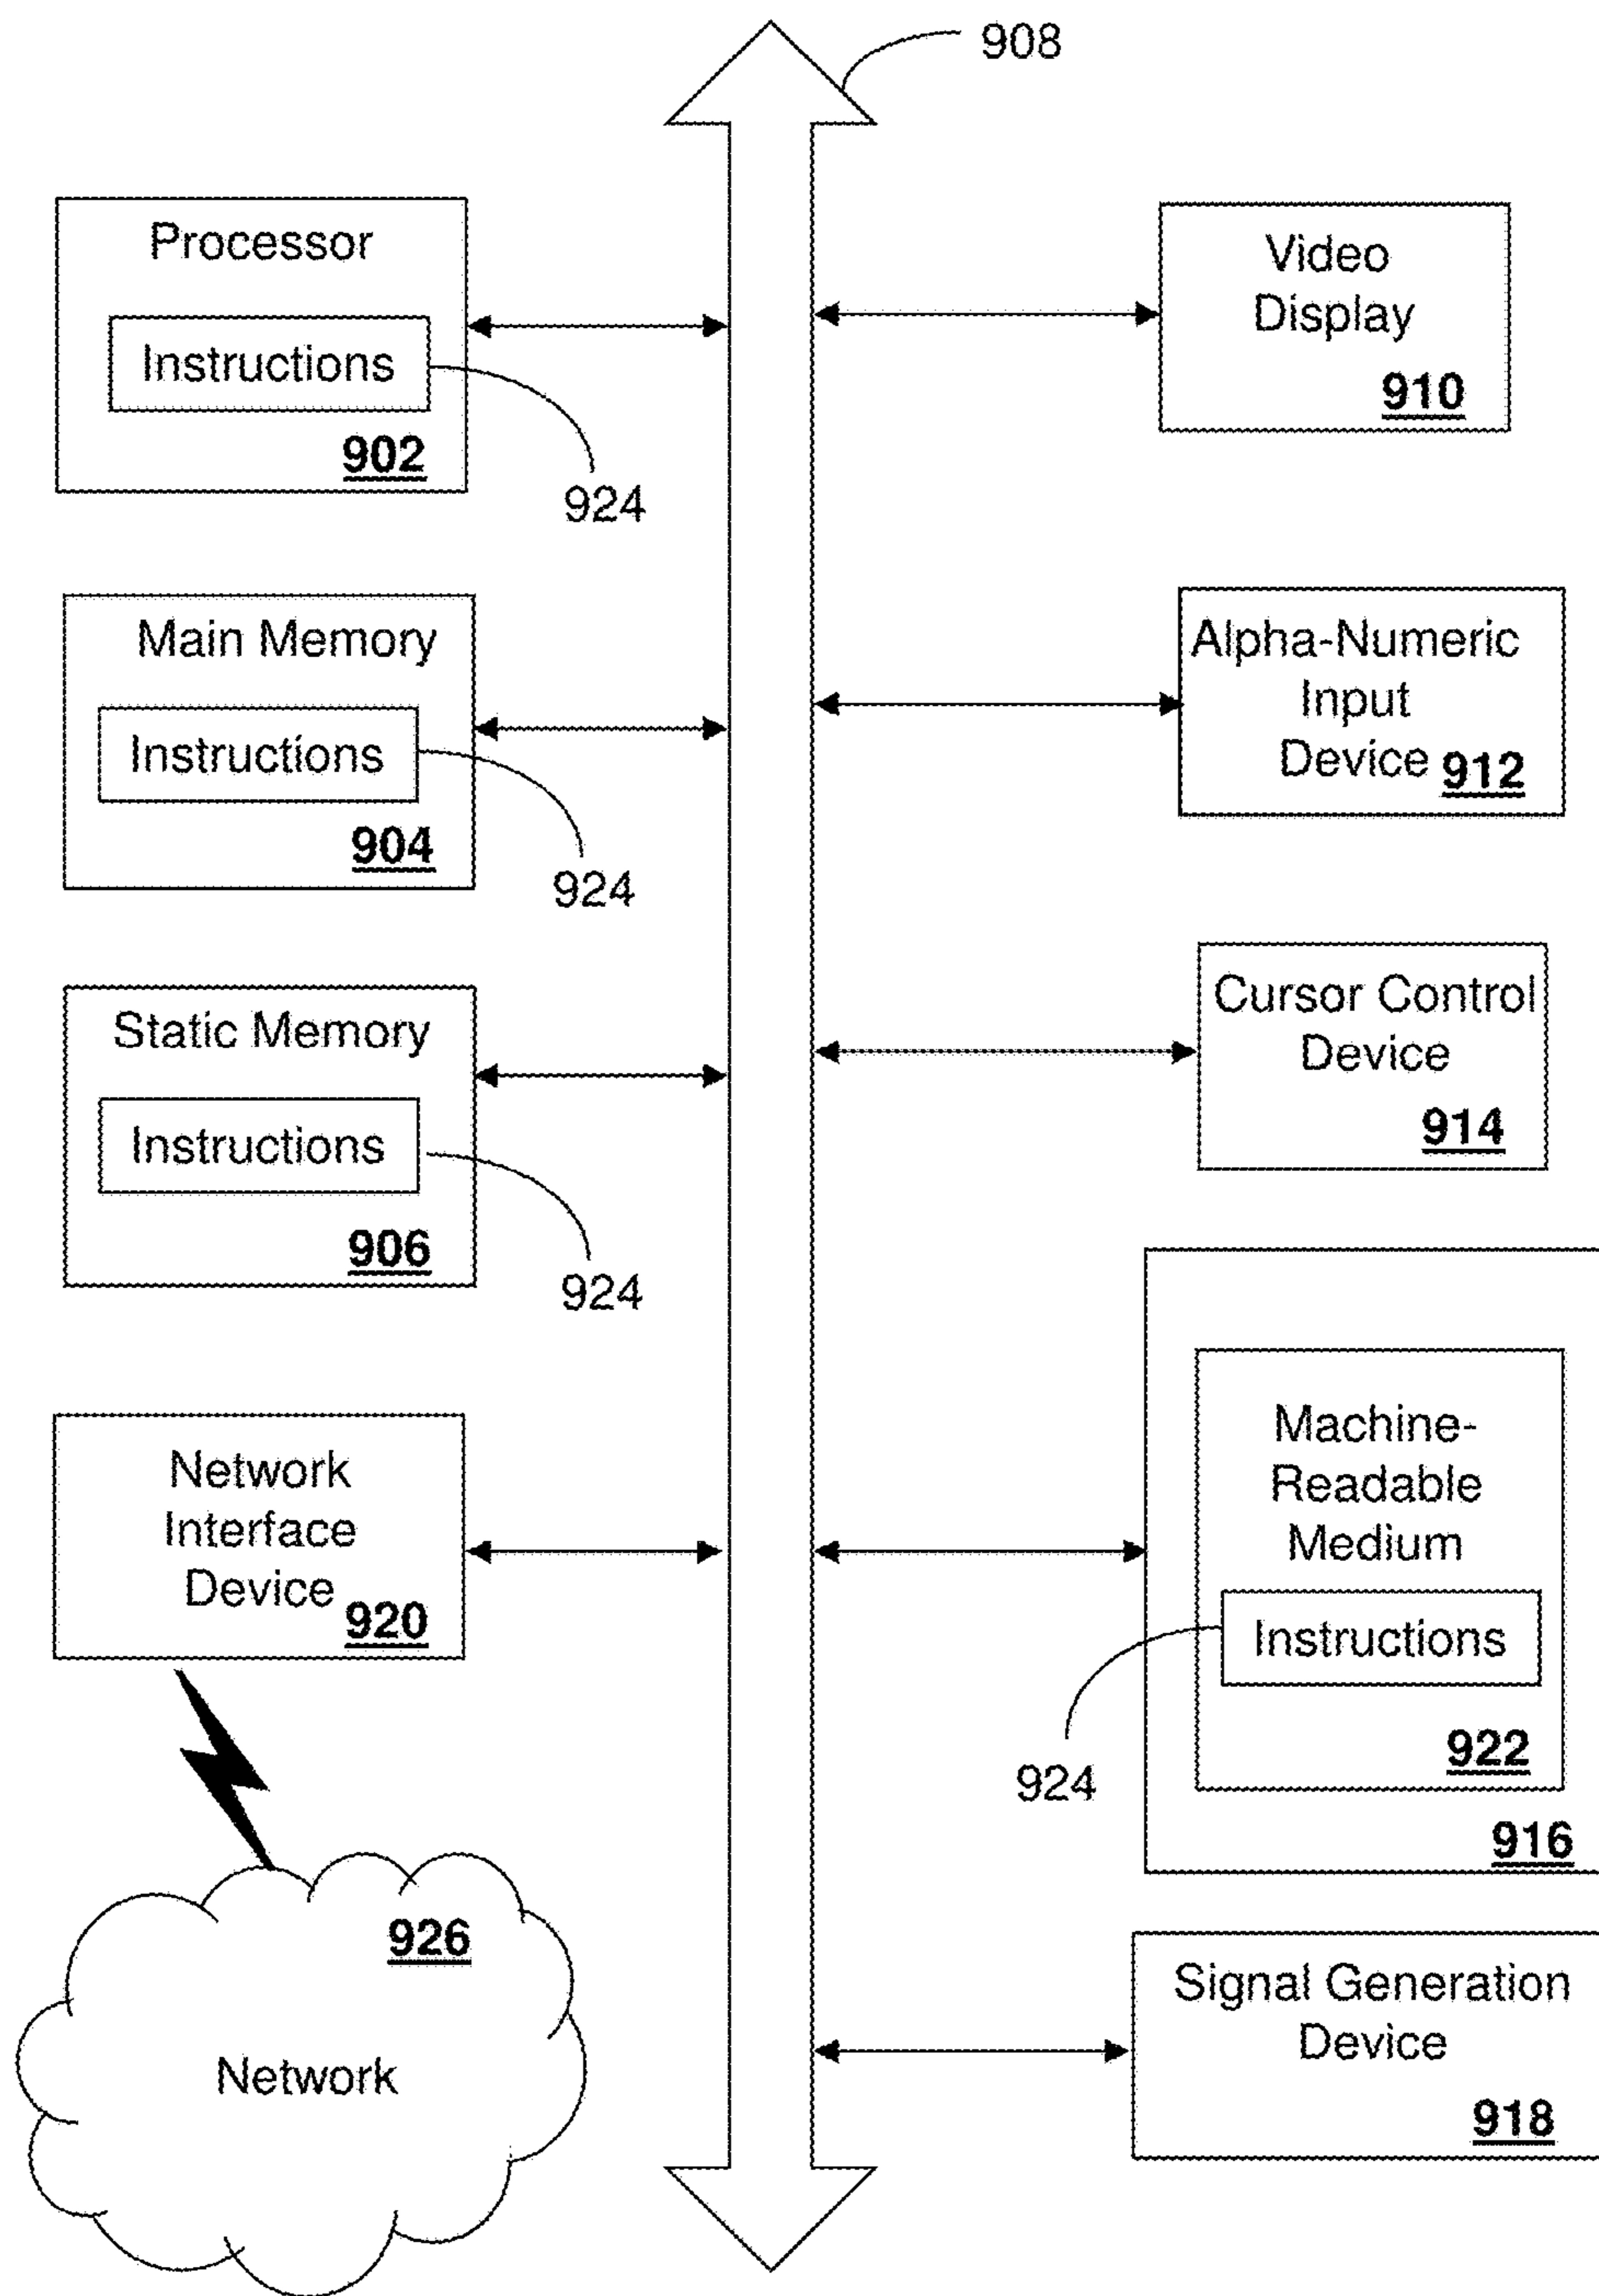 908
Processor
Instructions
902
924
Main Memory
Instructions
904
924
Static Memory
Instructions
906
924
Network
Interface
Device
920
926
Network
Video
Display
910
Alpha-Numeric
Input
Device 912
Cursor Control
Device
914
Machine-
Readable
Medium
Instructions
922
924
916
Signal Generation
Device
918